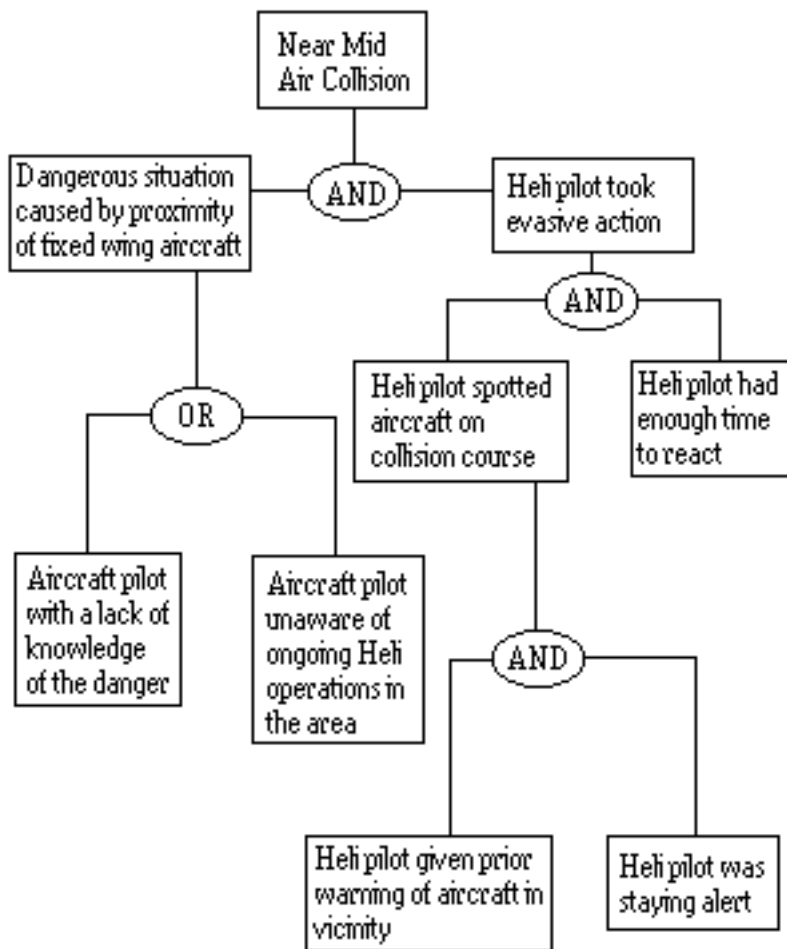 Near Mid
Air Collision
Dangerous situation
caused by proximity
of fixed wing aircraft
AND
Heli pilot took
evasive action
AND
Heli pilot spotted
aircraft on
collision course
Heli pilot had
enough time
to react
OR
Aircraft pilot
with a lack of
knowledge
of the danger
Aircraft pilot
unaware of
ongoing Heli
operations in
the area
AND
Heli pilot given prior
warning of aircraft in
vicinity
Heli pilot was
staying alert